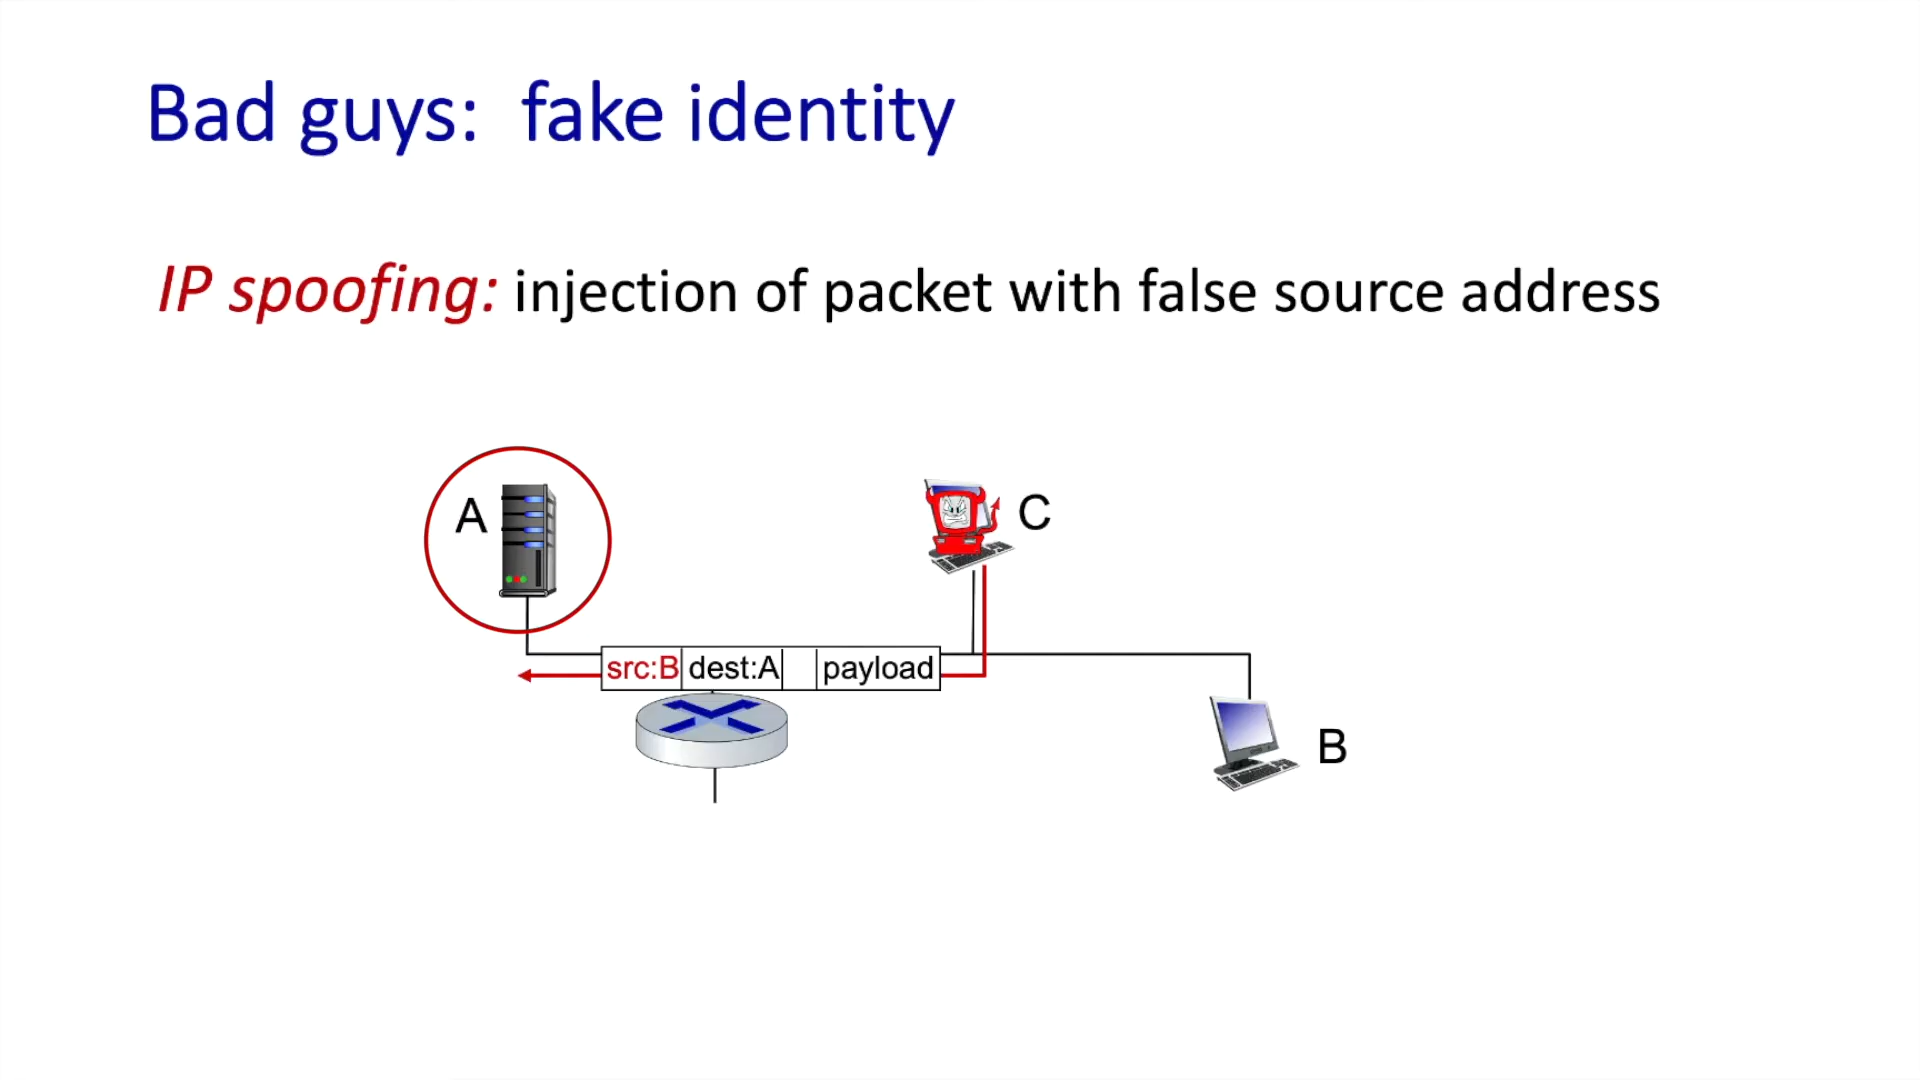 Bad guys: fake identity
IP spoofing: injection of packet with false source address
A
C
src:B dest:A payload
B